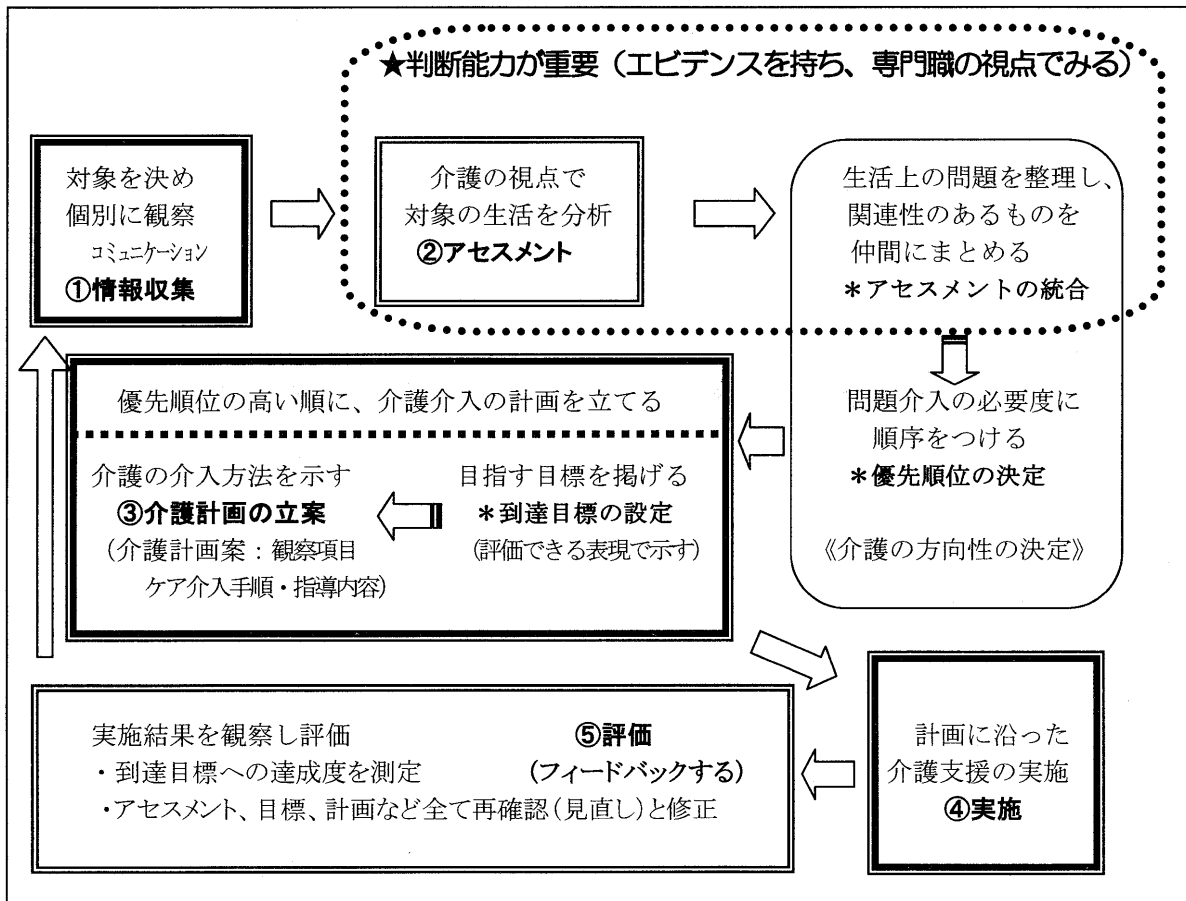 ★判断能力が重要（エビデンスを持ち、専門職の視点でみる）
対象を決め
個別に観察
コミュニケーション
①情報収集
介護の視点で
対象の生活を分析
②アセスメント
生活上の問題を整理し、
関連性のあるものを
仲間にまとめる
＊アセスメントの統合
問題介入の必要度に
順序をつける
＊優先順位の決定
《介護の方向性の決定》
優先順位の高い順に、介護介入の計画を立てる
目指す目標を掲げる
＊到達目標の設定
（評価できる表現で示す）
介護の介入方法を示す
③介護計画の立案
（介護計画案：観察項目
ケア介入手順・指導内容）
計画に沿った
介護支援の実施
④実施
実施結果を観察し評価
⑤評価
・到達目標への達成度を測定
（フィードバックする）
・アセスメント、目標、計画など全て再確認（見直し）と修正